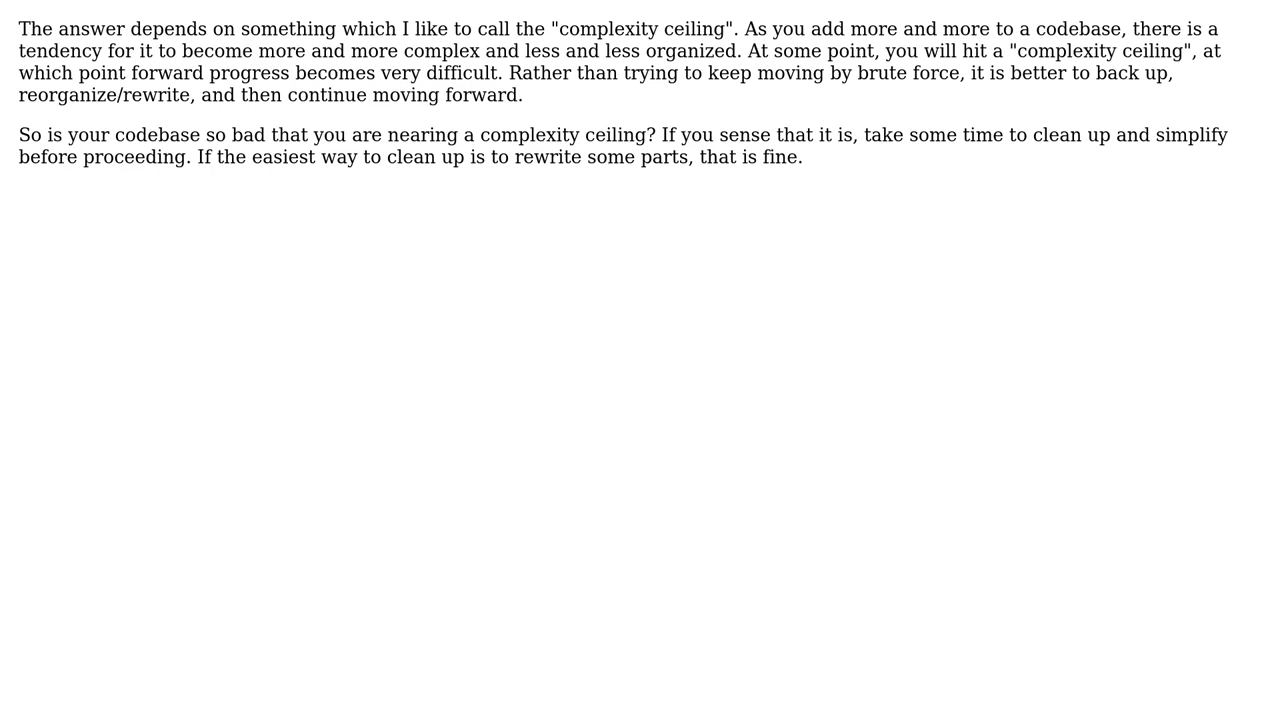 The answer depends on something which I like to call the "complexity ceiling". As you add more and more to a codebase, there is a
tendency for it to become more and more complex and less and less organized. At some point, you will hit a "complexity ceiling", at
which point forward progress becomes very difficult. Rather than trying to keep moving by brute force, it is better to back up,
reorganize/rewrite, and then continue moving forward.
So is your codebase so bad that you are nearing a complexity ceiling? If you sense that it is, take some time to clean up and simplify
before proceeding. If the easiest way to clean up is to rewrite some parts, that is fine.